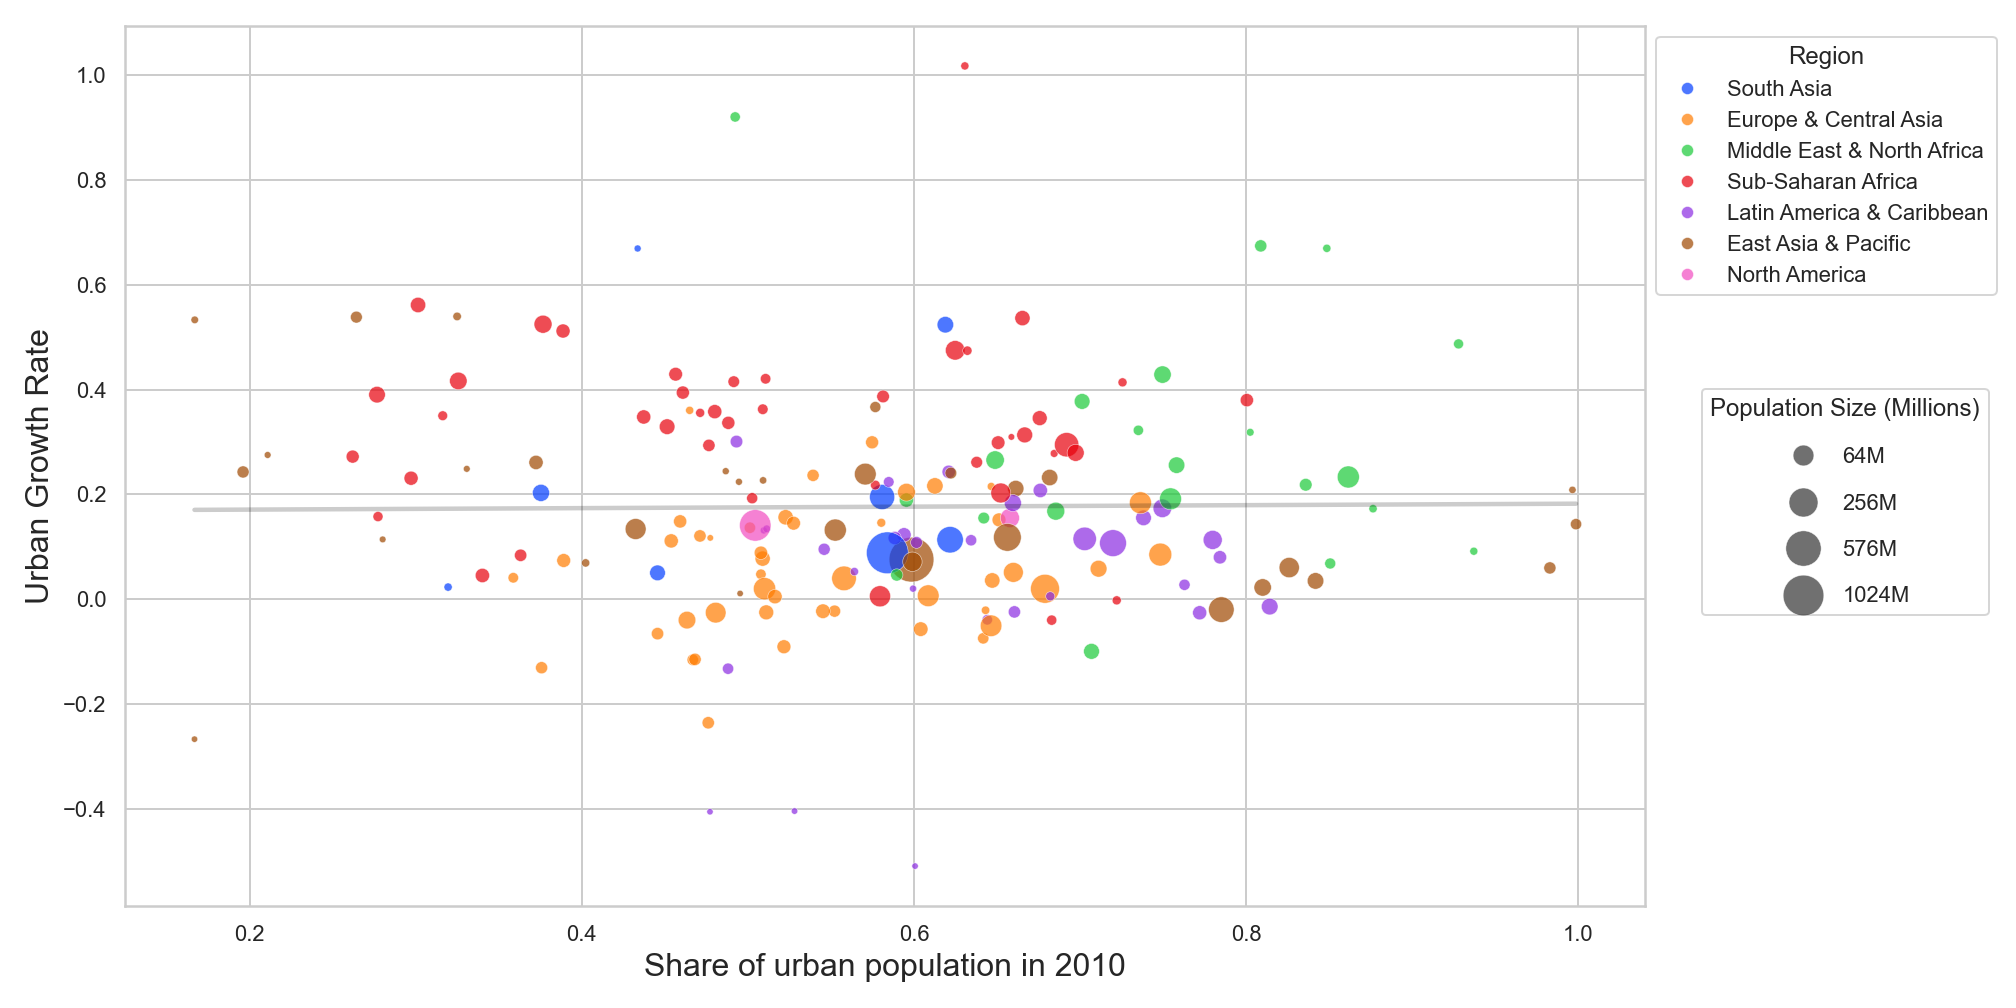 Region
South Asia
Europe & Central Asia
Middle East & North Africa
Sub-Saharan Africa
Latin America & Caribbean
East Asia & Pacific
North America
Population Size (Millions)
64M
256M
576M
1024M
Urban Growth Rate
1.0
0.8
0.6
0.4
0.2
0.0
−0.2
−0.4
0.2 0.4 0.6 0.8 1.0
Share of urban population in 2010